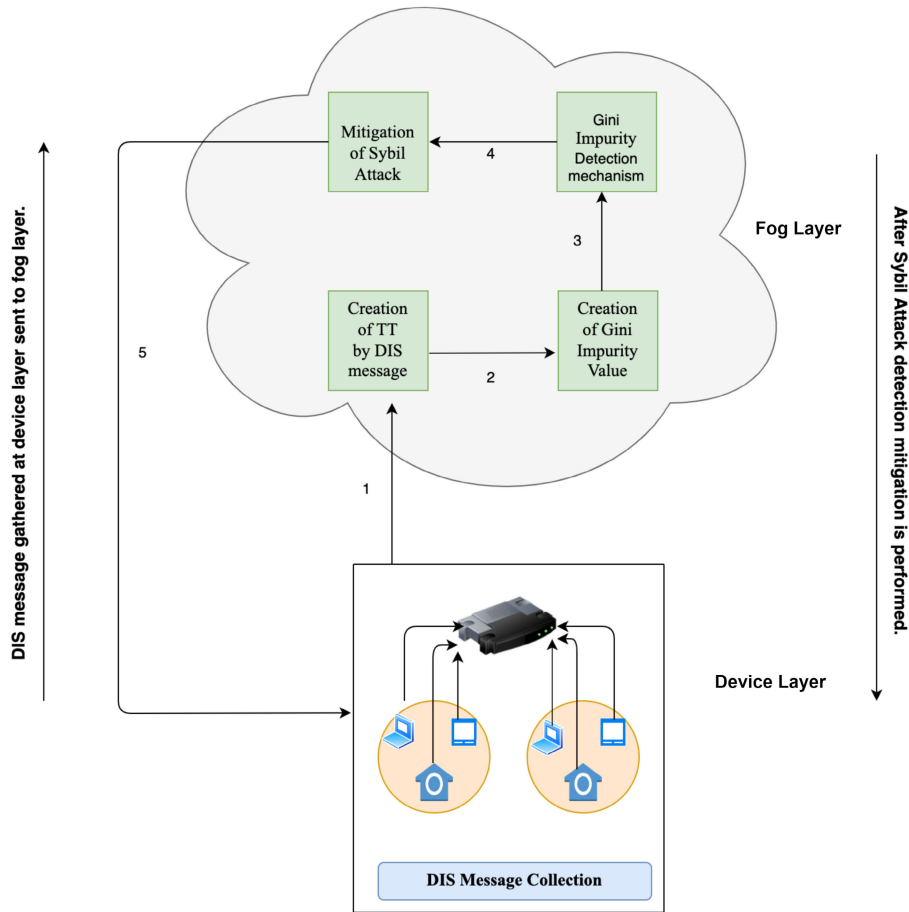 Mitigation
of Sybil
Attack
4
Gini
Impurity
Detection
mechanism
3
Fog Layer
Creation
of TT
by DIS
message
2
Creation
of Gini
Impurity
Value
5
1
DIS message gathered at device layer sent to fog layer.
After Sybil Attack detection mitigation is performed.
Device Layer
DIS Message Collection